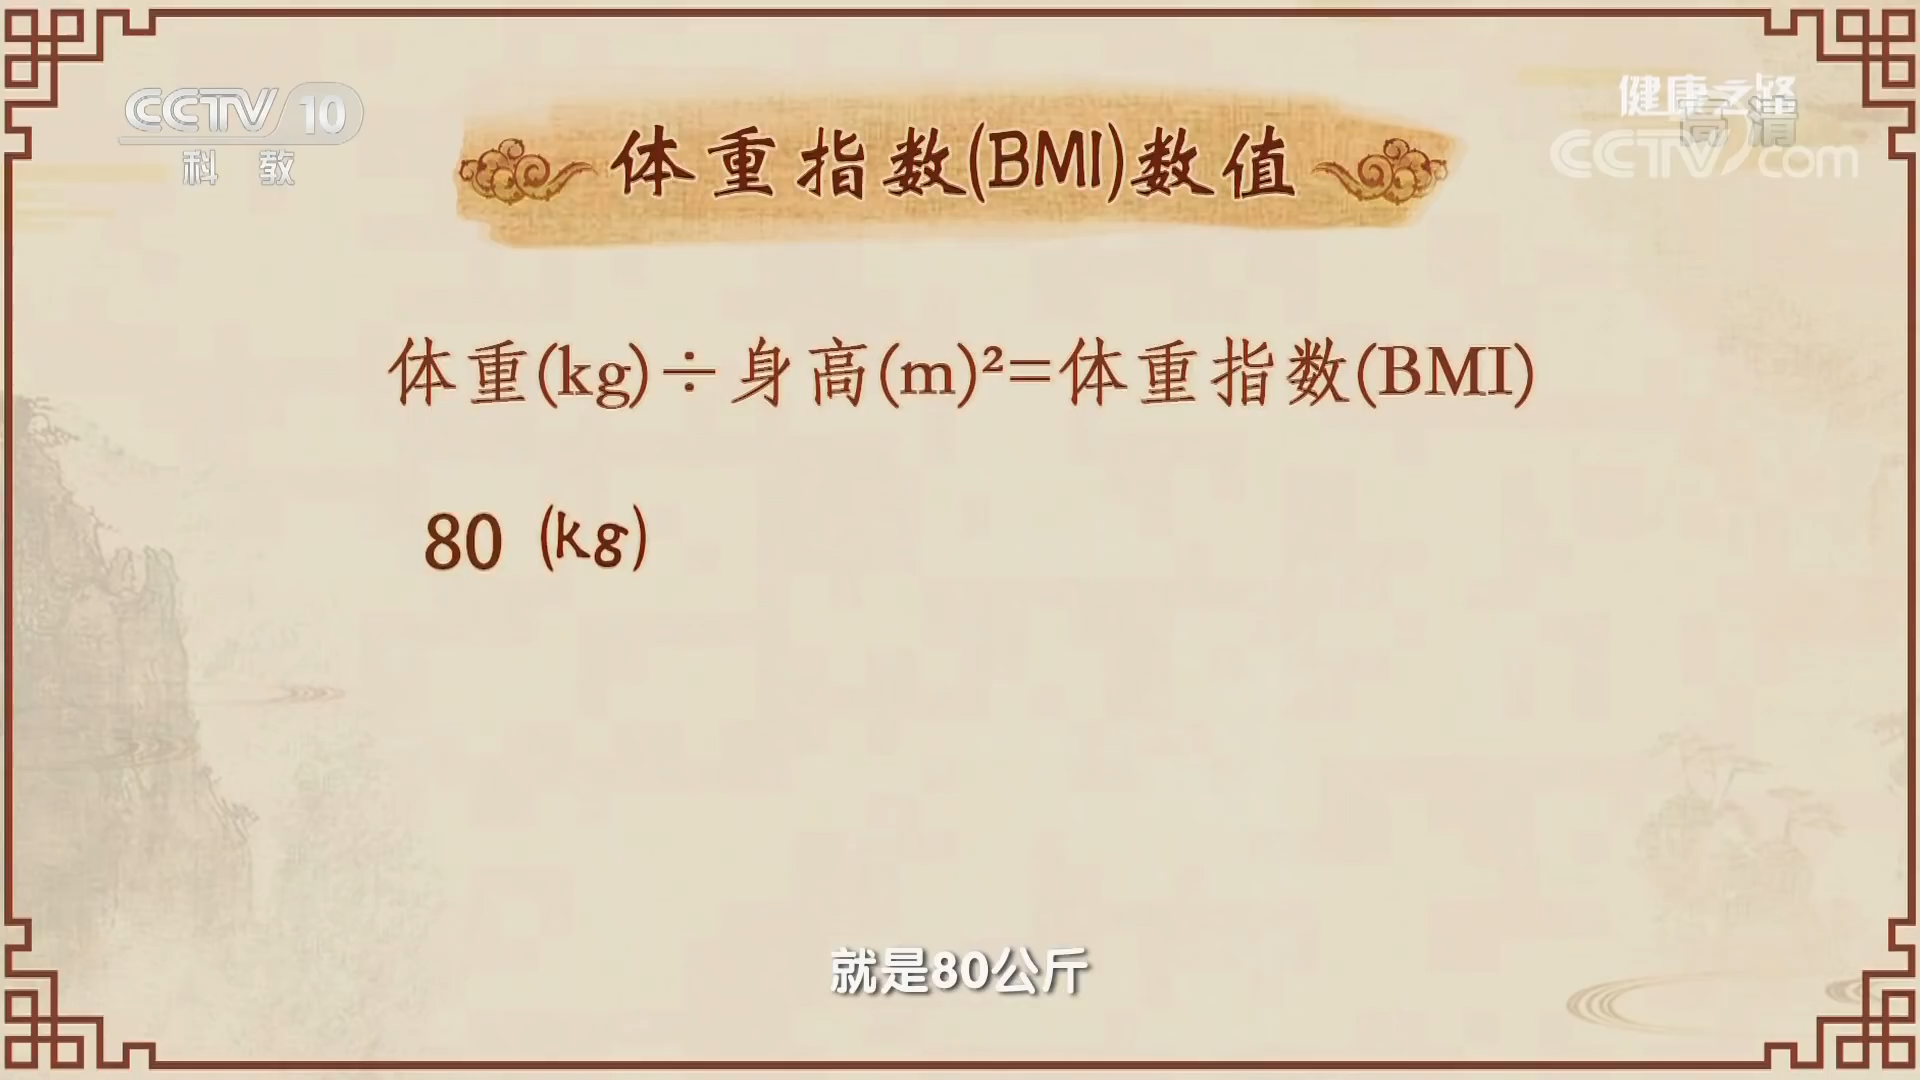 CCTV 10
科 教
健康之路
高清
CCTV.com
体重指数(BMI)数值
体重(kg)÷身高(m)²=体重指数(BMI)
80 (kg)
就是80公斤